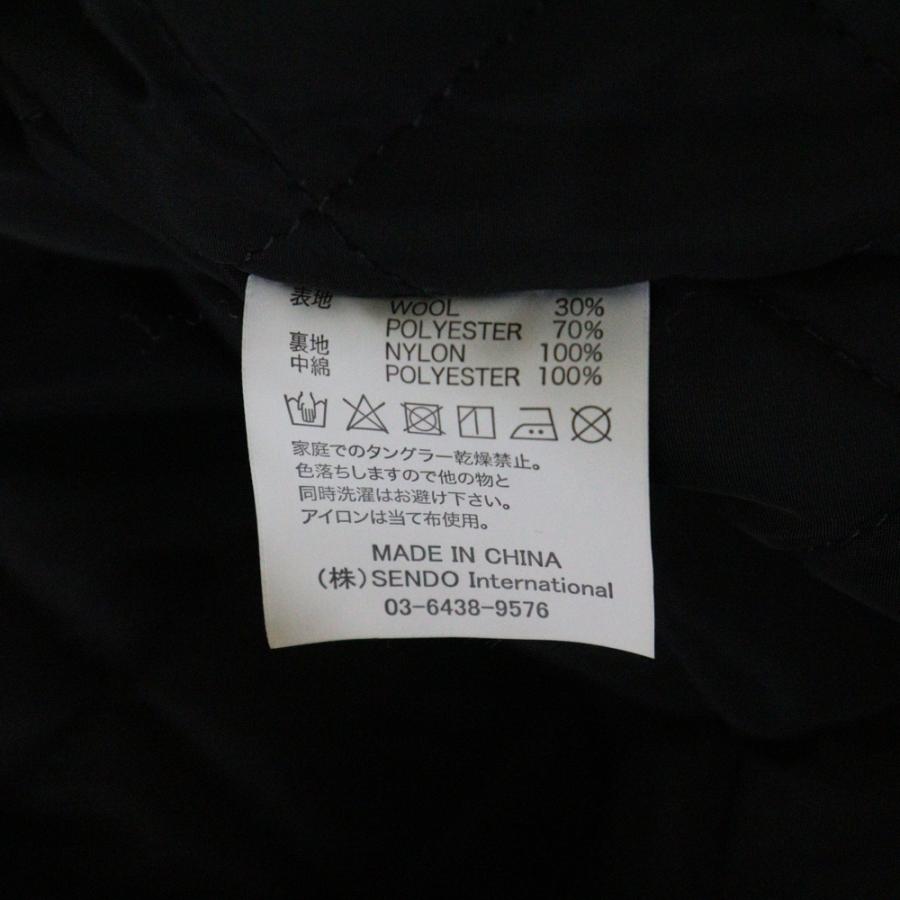 表地 WOOL 30%
POLYESTER 70%
裏地 NYLON 100%
中綿 POLYESTER 100%
家庭でのタングラー乾燥禁止。
色落ちしますので他の物と
同時洗濯はお避け下さい。
アイロンは当て布使用。
MADE IN CHINA
(株)SENDO International
03-6438-9576